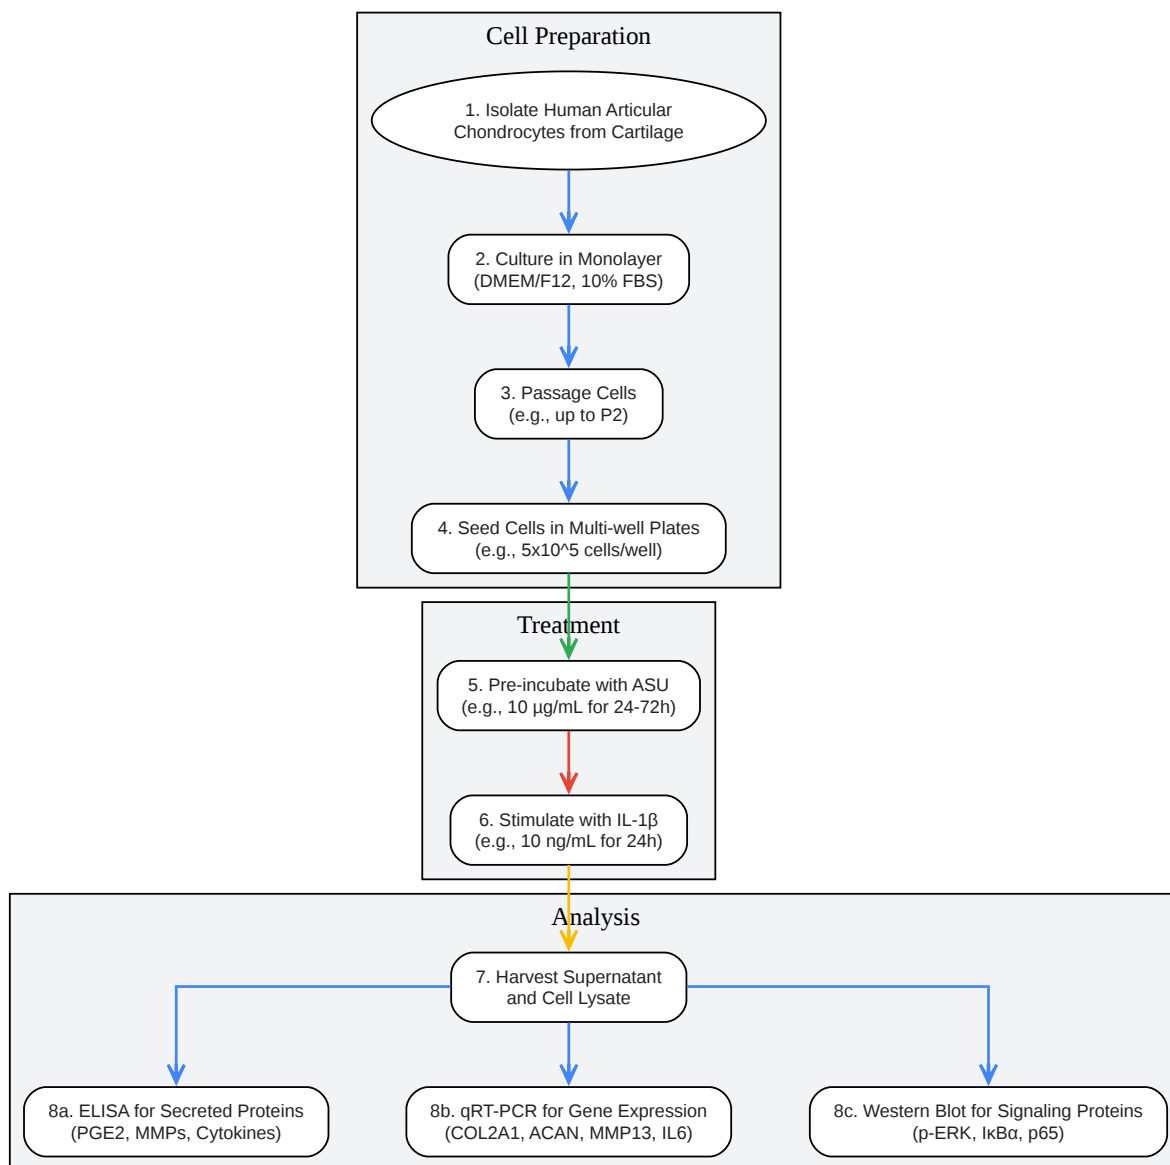 Cell Preparation
1. Isolate Human Articular
Chondrocytes from Cartilage
2. Culture in Monolayer
(DMEM/F12, 10% FBS)
3. Passage Cells
(e.g., up to P2)
4. Seed Cells in Multi-well Plates
(e.g., 5x10^5 cells/well)
Treatment
5. Pre-incubate with ASU
(e.g., 10 µg/mL for 24-72h)
6. Stimulate with IL-1β
(e.g., 10 ng/mL for 24h)
Analysis
7. Harvest Supernatant
and Cell Lysate
8a. ELISA for Secreted Proteins
(PGE2, MMPs, Cytokines)
8b. qRT-PCR for Gene Expression
(COL2A1, ACAN, MMP13, IL6)
8c. Western Blot for Signaling Proteins
(p-ERK, IκBα, p65)